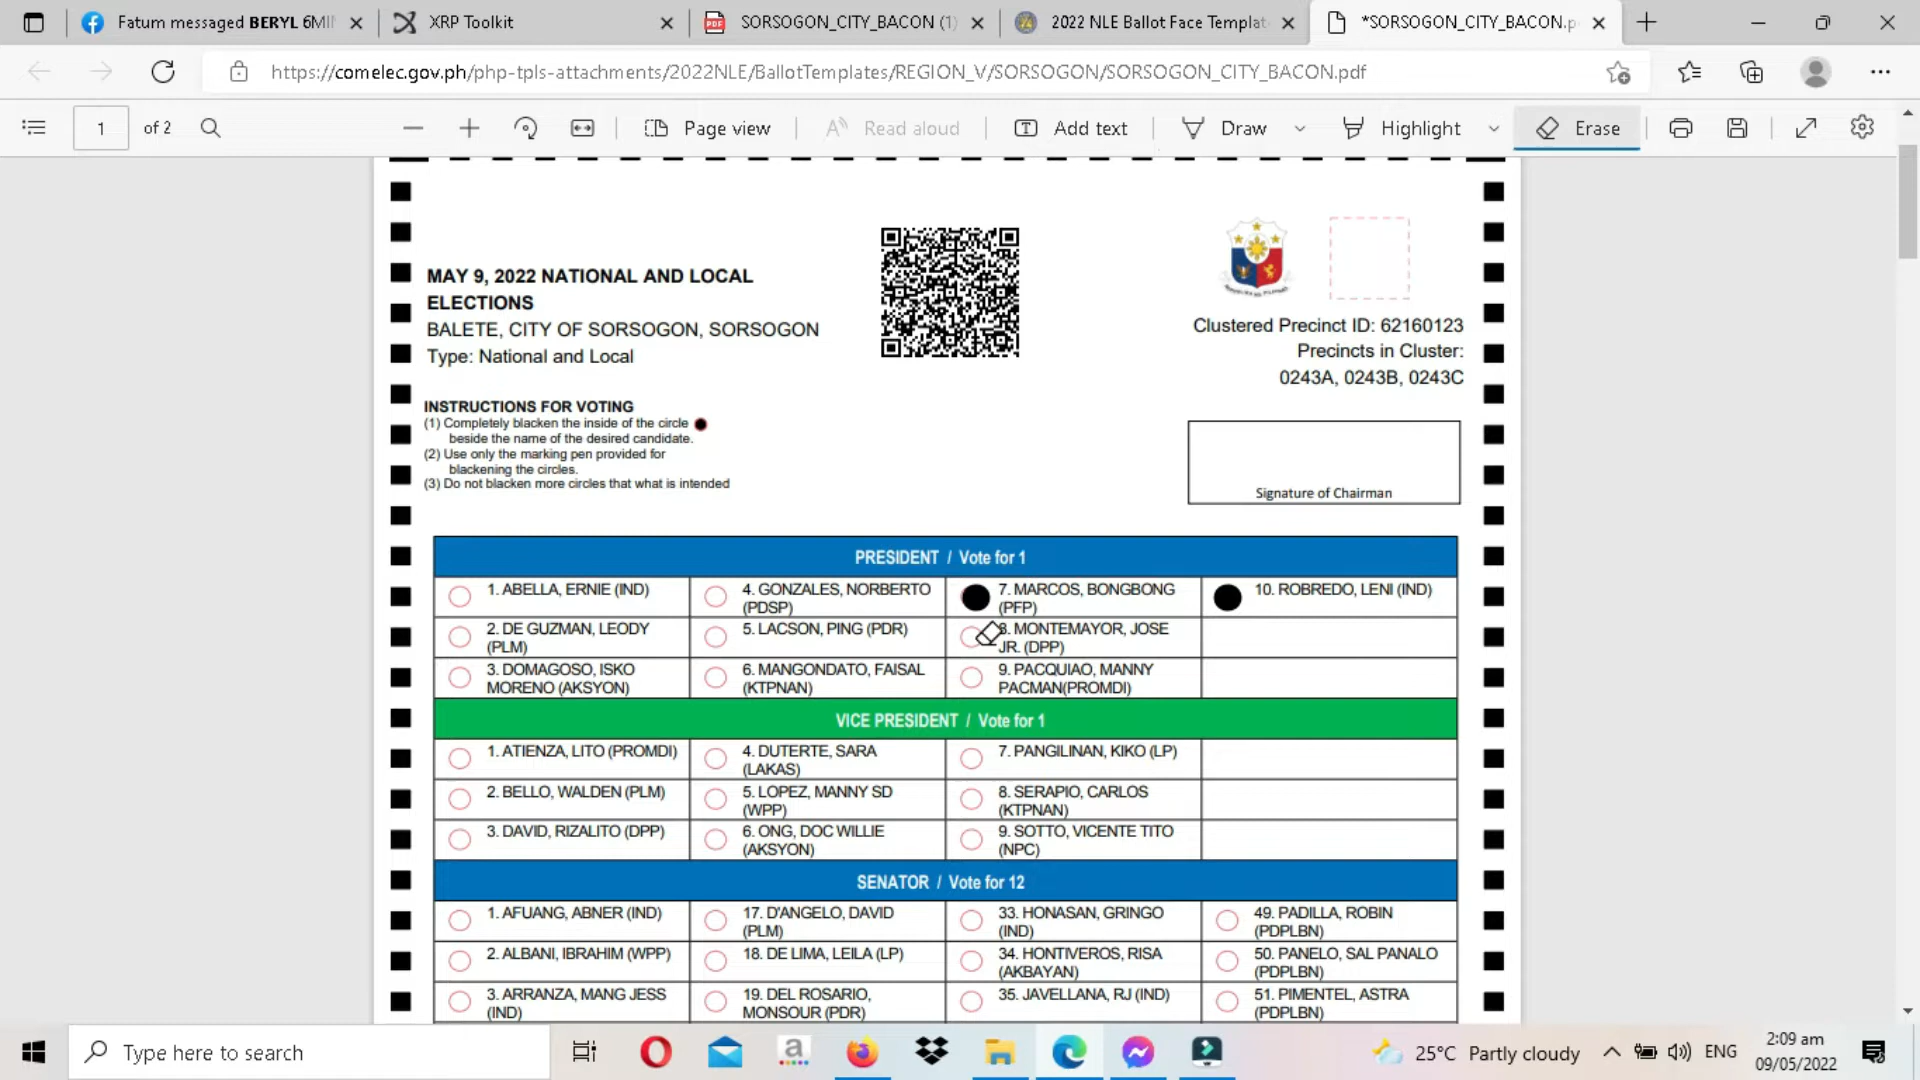 Fatum messaged BERYL 6MI
XRP Toolkit
SORSOGON_CITY_BACON (1)
2022 NLE Ballot Face Templat
*SORSOGON_CITY_BACON.p
https://comelec.gov.ph/php-tpls-attachments/2022NLE/BallotTemplates/REGION_V/SORSOGON/SORSOGON_CITY_BACON.pdf
1 of 2
Page view
Read aloud
Add text
Draw
Highlight
Erase
MAY 9, 2022 NATIONAL AND LOCAL
ELECTIONS
BALETE, CITY OF SORSOGON, SORSOGON
Type: National and Local
Clustered Precinct ID: 62160123
Precincts in Cluster:
0243A, 0243B, 0243C
INSTRUCTIONS FOR VOTING
(1) Completely blacken the inside of the circle
beside the name of the desired candidate.
(2) Use only the marking pen provided for
blackening the circles.
(3) Do not blacken more circles that what is intended
Signature of Chairman
PRESIDENT / Vote for 1
1. ABELLA, ERNIE (IND)
4. GONZALES, NORBERTO
(PDSP)
7. MARCOS, BONGBONG
(PFP)
10. ROBREDO, LENI (IND)
2. DE GUZMAN, LEODY
(PLM)
5. LACSON, PING (PDR)
8. MONTEMAYOR, JOSE
JR. (DPP)
3. DOMAGOSO, ISKO
MORENO (AKSYON)
6. MANGONDATO, FAISAL
(KTPNAN)
9. PACQUIAO, MANNY
PACMAN(PROMDI)
VICE PRESIDENT / Vote for 1
1. ATIENZA, LITO (PROMDI)
4. DUTERTE, SARA
(LAKAS)
7. PANGILINAN, KIKO (LP)
2. BELLO, WALDEN (PLM)
5. LOPEZ, MANNY SD
(WPP)
8. SERAPIO, CARLOS
(KTPNAN)
3. DAVID, RIZALITO (DPP)
6. ONG, DOC WILLIE
(AKSYON)
9. SOTTO, VICENTE TITO
(NPC)
SENATOR / Vote for 12
1. AFUANG, ABNER (IND)
17. D'ANGELO, DAVID
(PLM)
33. HONASAN, GRINGO
(IND)
49. PADILLA, ROBIN
(PDPLBN)
2. ALBANI, IBRAHIM (WPP)
18. DE LIMA, LEILA (LP)
34. HONTIVEROS, RISA
(AKBAYAN)
50. PANELO, SAL PANALO
(PDPLBN)
3. ARRANZA, MANG JESS
(IND)
19. DEL ROSARIO,
MONSOUR (PDR)
35. JAVELLANA, RJ (IND)
51. PIMENTEL, ASTRA
(PDPLBN)
Type here to search
25°C Partly cloudy
ENG
2:09 am
09/05/2022